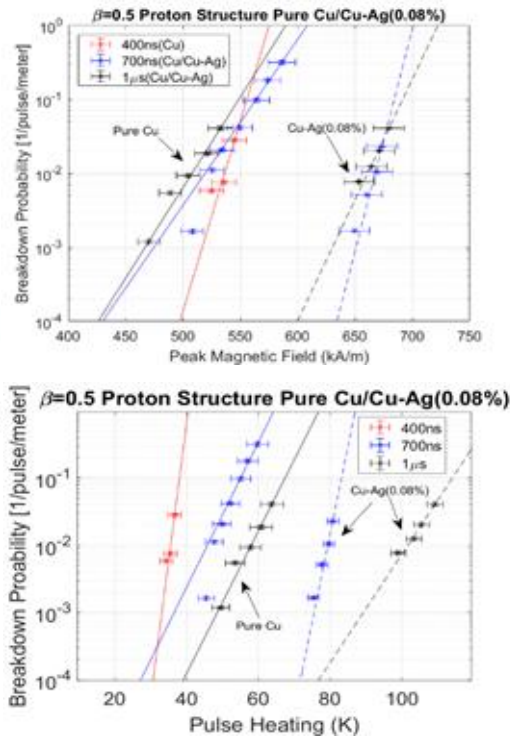 β=0.5 Proton Structure Pure Cu/Cu-Ag(0.08%)
400ns(Cu)
700ns(Cu/Cu-Ag)
1μs(Cu/Cu-Ag)
Pure Cu
Cu-Ag(0.08%)
Breakdown Probability [1/pulse/meter]
10^0
10^-1
10^-2
10^-3
10^-4
400 450 500 550 600 650 700 750
Peak Magnetic Field (kA/m)
β=0.5 Proton Structure Pure Cu/Cu-Ag(0.08%)
400ns
700ns
1μs
Cu-Ag(0.08%)
Pure Cu
Breakdown Proability [1/pulse/meter]
10^-1
10^-2
10^-3
10^-4
20 40 60 80 100
Pulse Heating (K)